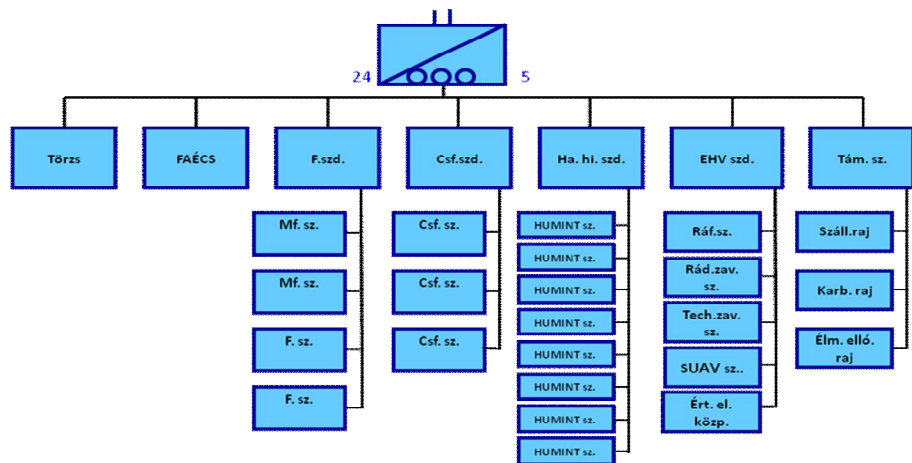 24
5
Törzs
FAÉCS
F.szd.
Csf.szd.
Ha. hi. szd.
EHV szd.
Tám. sz.
Mf. sz.
Mf. sz.
F. sz.
F. sz.
Csf. sz.
Csf. sz.
Csf. sz.
HUMINT sz.
HUMINT sz.
HUMINT sz.
HUMINT sz.
HUMINT sz.
HUMINT sz.
HUMINT sz.
HUMINT sz.
Ráf.sz.
Rád.zav.
sz.
Tech.zav.
sz.
SUAV sz..
Ért. el.
közp.
Száll.raj
Karb. raj
Élm. elló.
raj